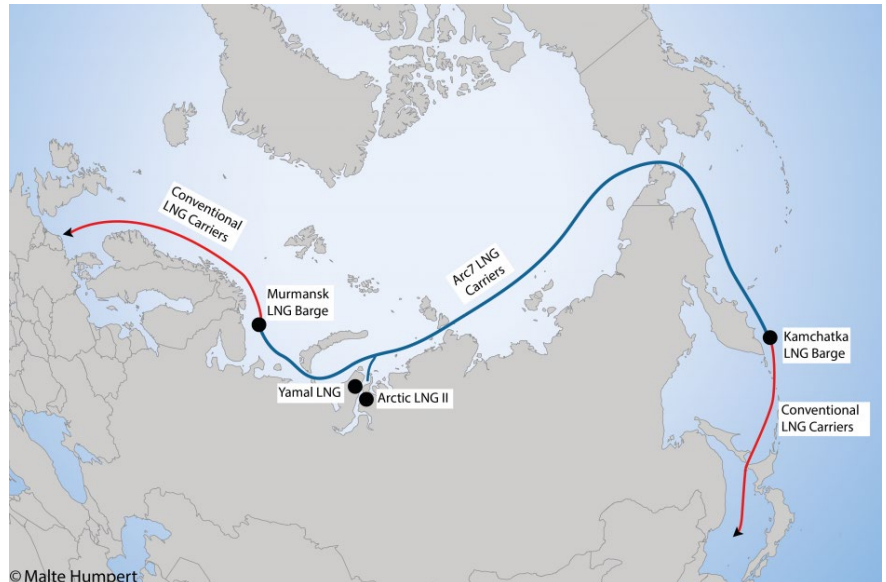 Conventional
LNG Carriers
Murmansk
LNG Barge
Arc7 LNG
Carriers
Yamal LNG
Arctic LNG II
Kamchatka
LNG Barge
Conventional
LNG Carriers
© Malte Humpert